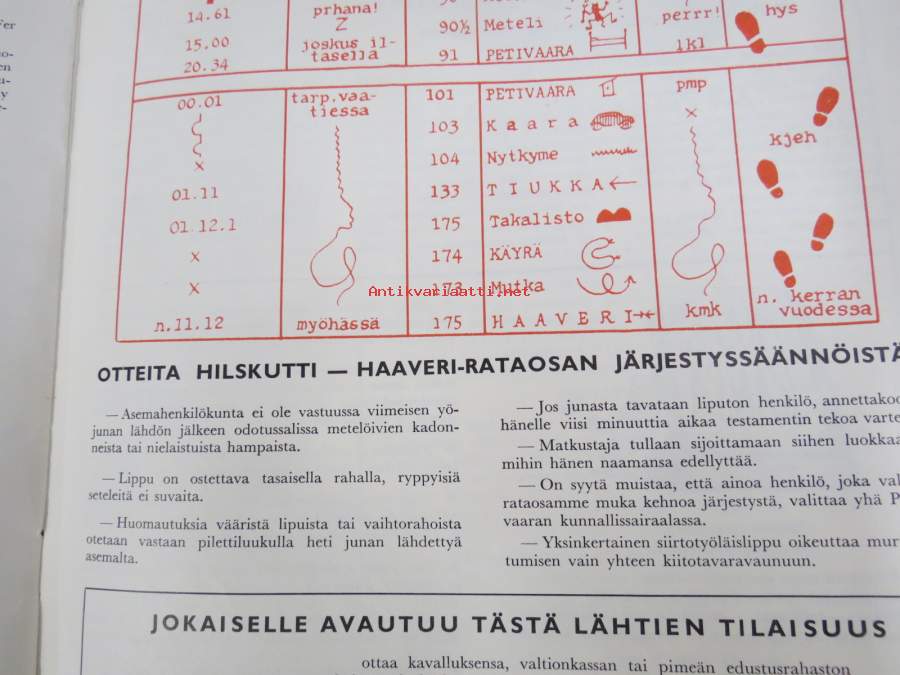 14.61 prhana! 90½ Meteli perrr! hys
Z
15.00 joskus il- 91 PETIVAARA lkl
20.34 tasella
00.01 tarp.vaa- 101 PETIVAARA pmp
tiessa
103 Kaara x
kjeh
x 104 Nytkyme
01.11 133 TIUKKA
01.12.1 175 Takalisto
x 174 KÄYRÄ
x 173 Mutka
Antikvariaatti.net
n. kerran
n.11.12 myöhässä 175 HAAVERI kmk vuodessa
OTTEITA HILSKUTTI — HAAVERI-RATAOSAN JÄRJESTYSSÄÄNNÖISTÄ
— Asemahenkilökunta ei ole vastuussa viimeisen yö-
junan lähdön jälkeen odotussalissa metelöivien kadon-
neista tai nielaistuista hampaista.
— Lippu on ostettava tasaisella rahalla, ryppyisiä
seteleitä ei suvaita.
— Huomautuksia vääristä lipuista tai vaihtorahoista
otetaan vastaan pilettiluukulla heti junan lähdettyä
asemalta.
— Jos junasta tavataan liputon henkilö, annettakoo
hänelle viisi minuuttia aikaa testamentin tekoa varte
— Matkustaja tullaan sijoittamaan siihen luokkaa
mihin hänen naamansa edellyttää.
— On syytä muistaa, että ainoa henkilö, joka val
rataosamme muka kehnoa järjestystä, valittaa yhä P
vaaran kunnallissairaalassa.
— Yksinkertainen siirtotyöläislippu oikeuttaa mur
tumisen vain yhteen kiitotavaravaunuun.
JOKAISELLE AVAUTUU TÄSTÄ LÄHTIEN TILAISUUS
ottaa kavalluksensa, valtionkassan tai pimeän edustusrahaston